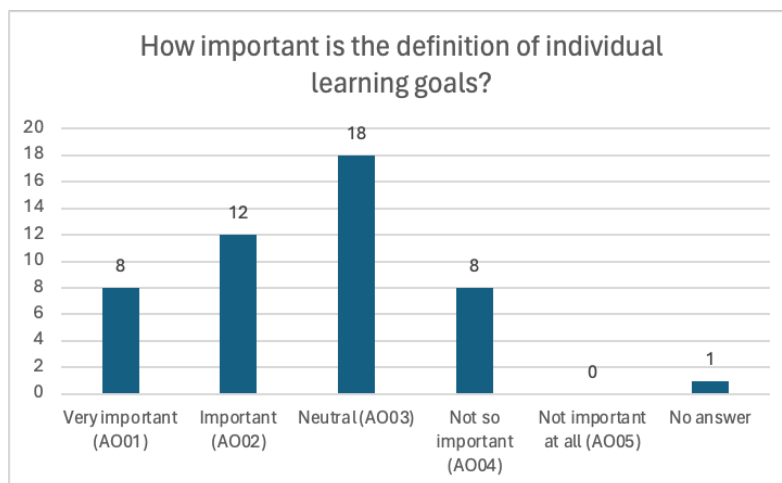 How important is the definition of individual
learning goals?
20
18
16
14
12
10
8
6
4
2
0
8
12
18
8
0
1
Very important
(AO01)
Important
(AO02)
Neutral (AO03)
Not so
important
(AO04)
Not important
at all (AO05)
No answer